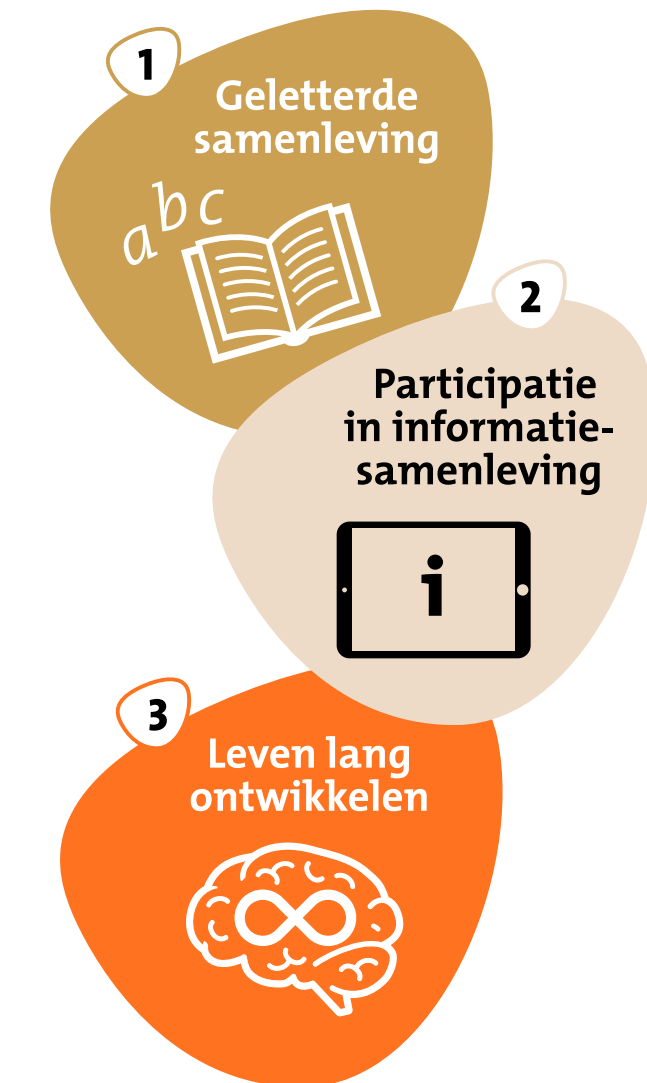 1
Geletterde
samenleving
abc
2
Participatie
in informatie-
samenleving
i
3
Leven lang
ontwikkelen